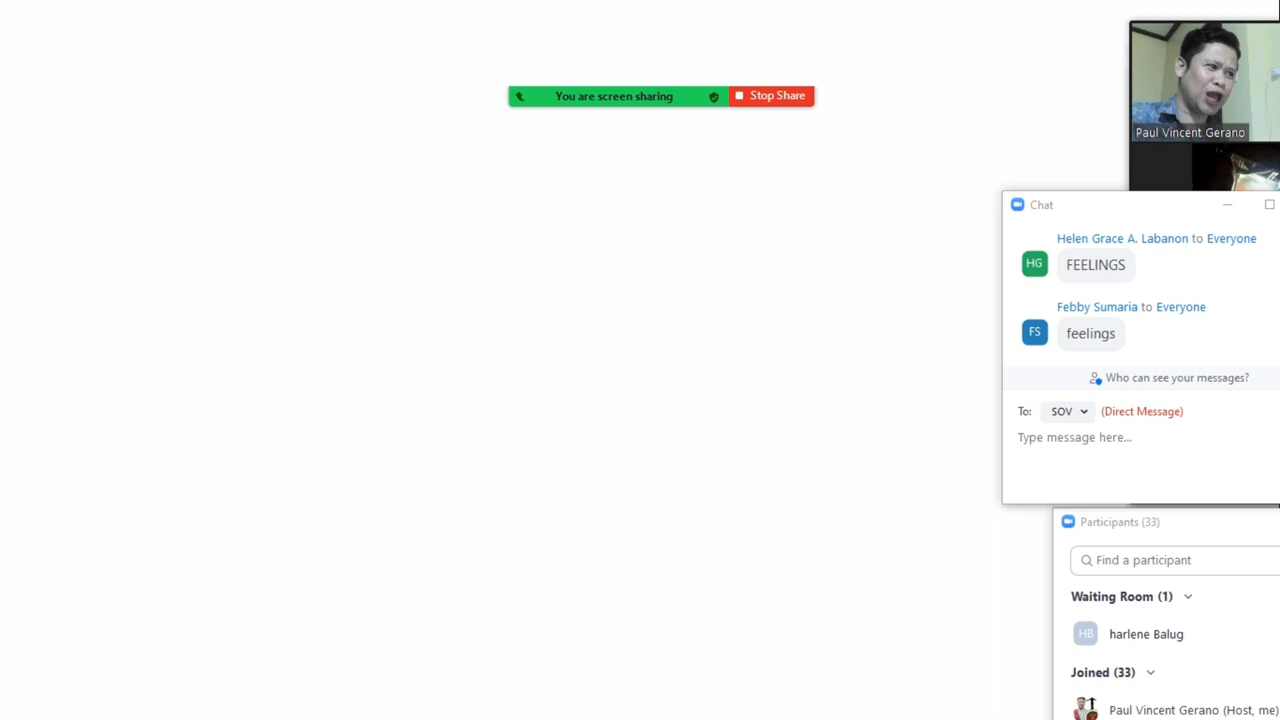 You are screen sharing
Stop Share
Paul Vincent Gerano
Chat
Helen Grace A. Labanon to Everyone
HG
FEELINGS
Febby Sumaria to Everyone
FS
feelings
Who can see your messages?
To: SOV (Direct Message)
Type message here...
Participants (33)
Find a participant
Waiting Room (1)
HB harlene Balug
Joined (33)
Paul Vincent Gerano (Host, me)